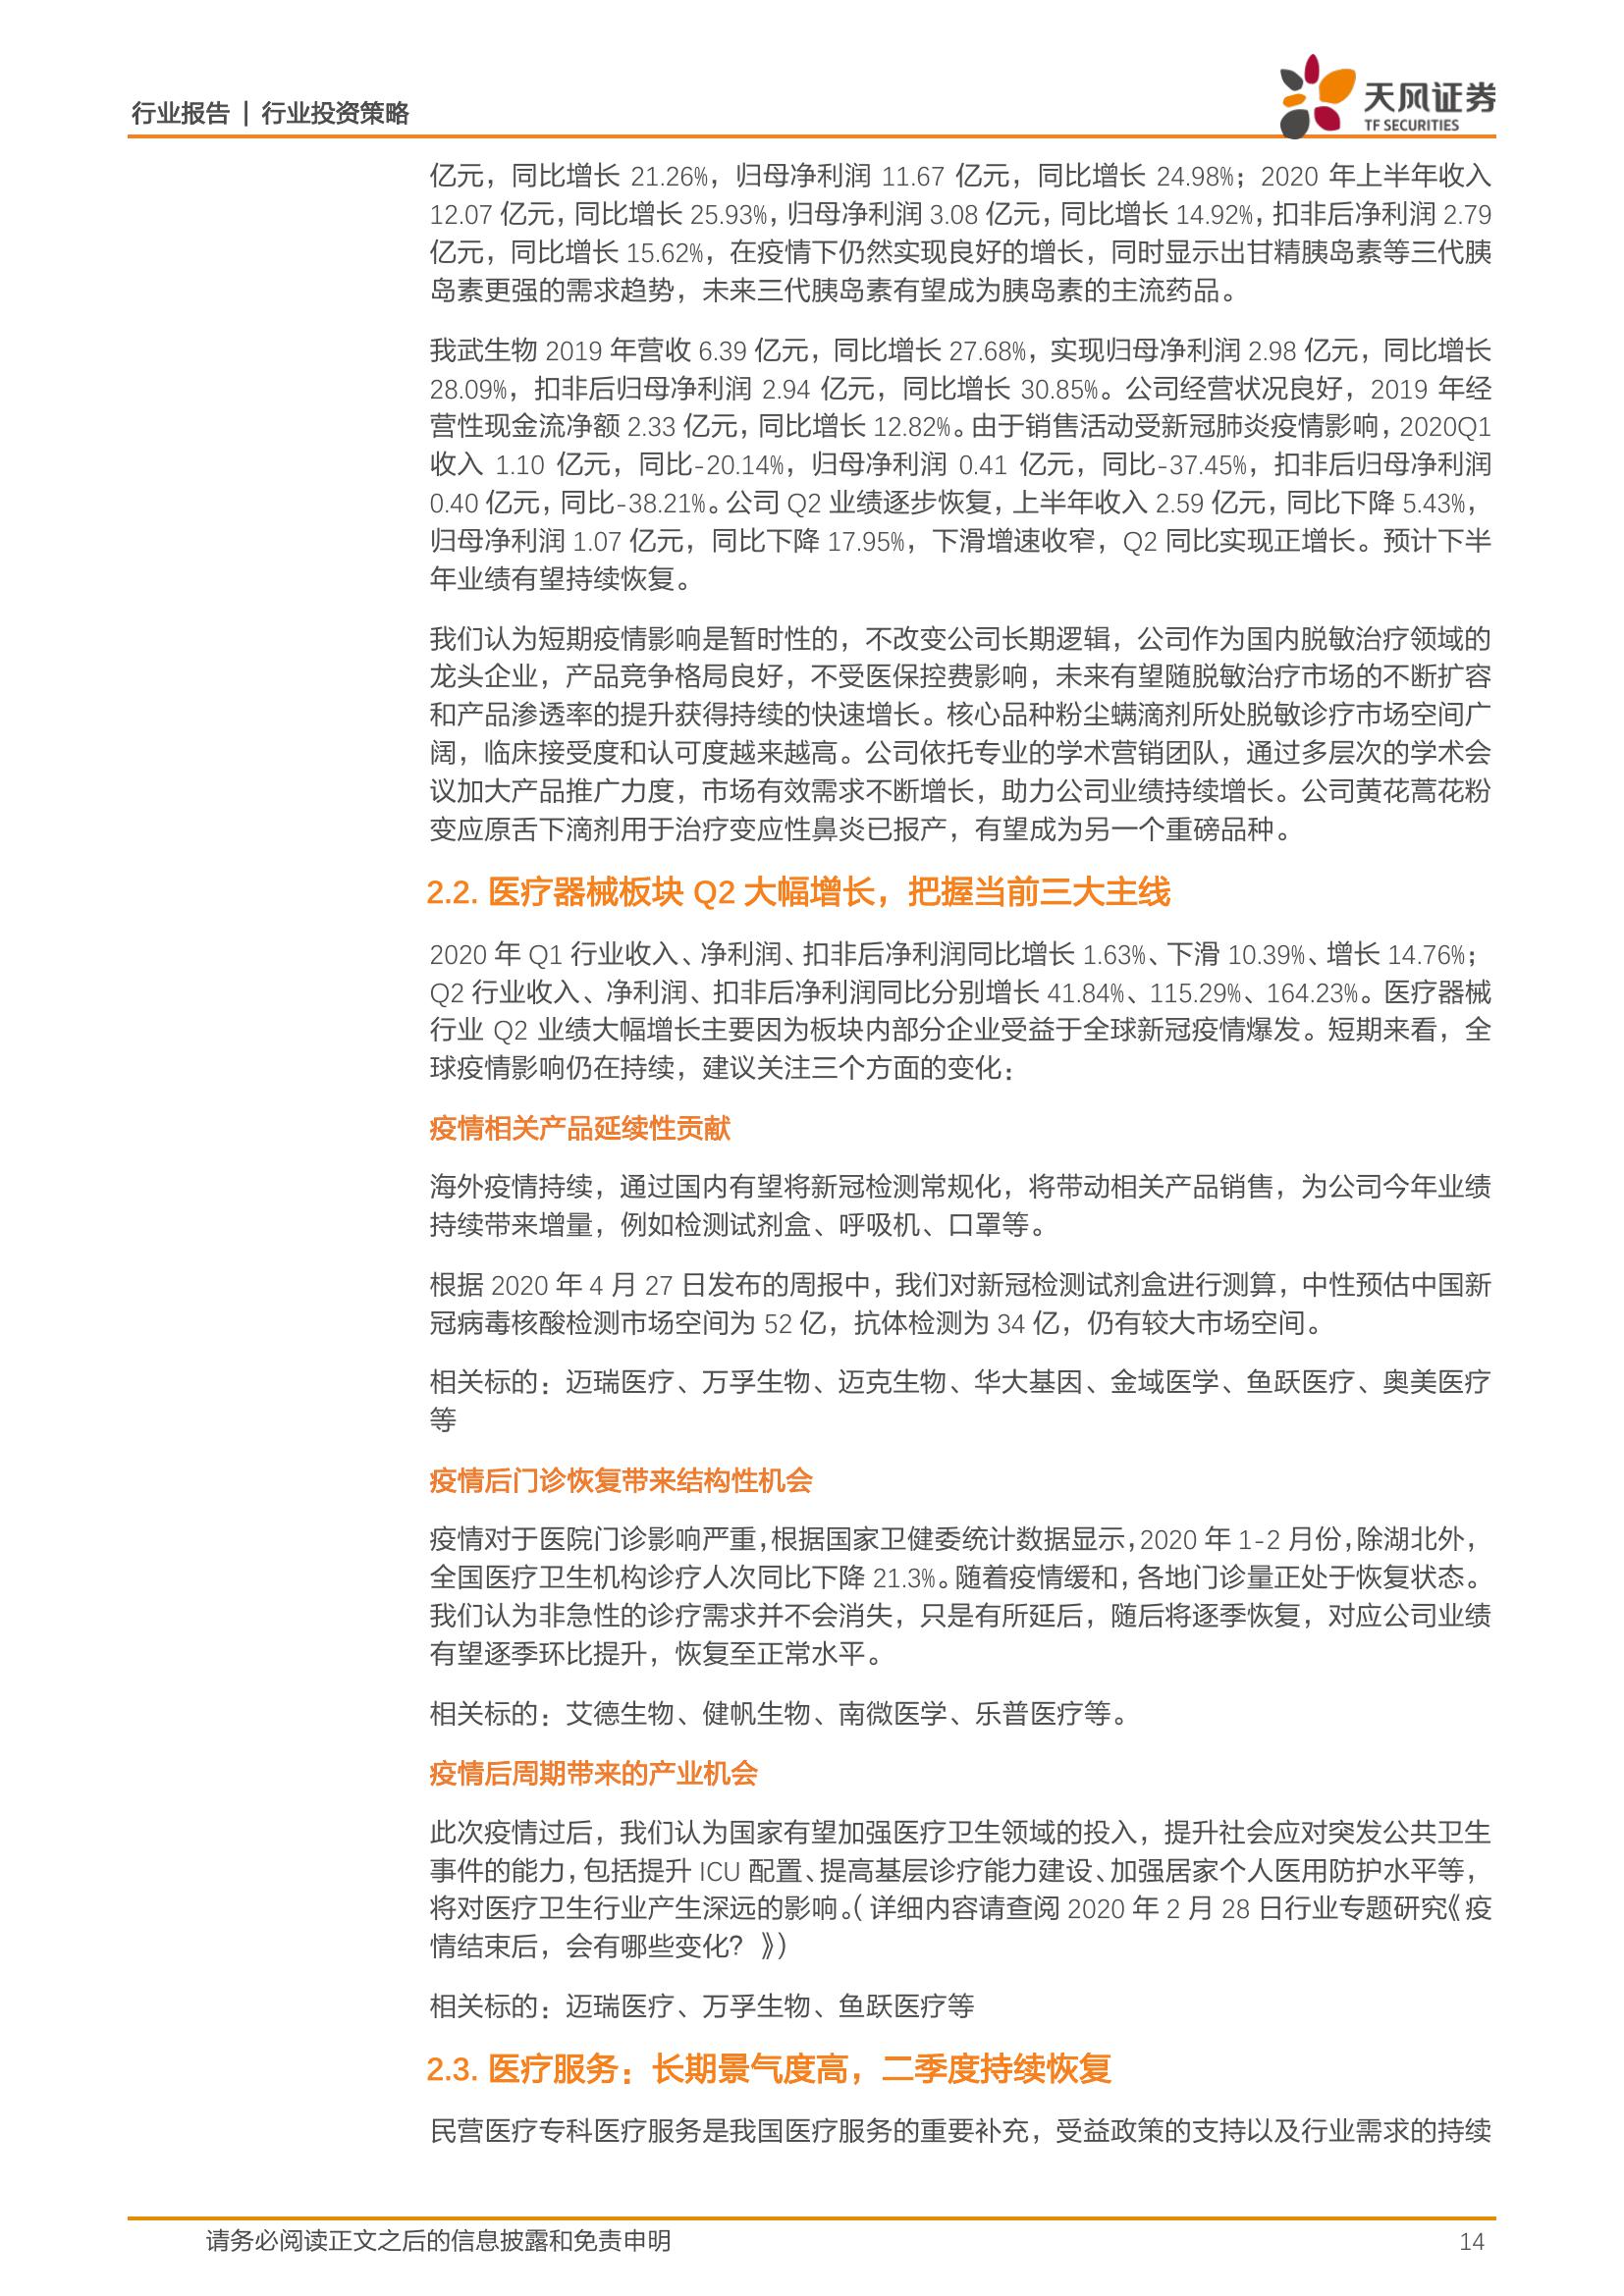 行业报告 | 行业投资策略
天风证券
TF SECURITIES
亿元，同比增长 21.26%，归母净利润 11.67 亿元，同比增长 24.98%；2020 年上半年收入
12.07 亿元，同比增长 25.93%，归母净利润 3.08 亿元，同比增长 14.92%，扣非后净利润 2.79
亿元，同比增长 15.62%，在疫情下仍然实现良好的增长，同时显示出甘精胰岛素等三代胰
岛素更强的需求趋势，未来三代胰岛素有望成为胰岛素的主流药品。
我武生物 2019 年营收 6.39 亿元，同比增长 27.68%，实现归母净利润 2.98 亿元，同比增长
28.09%，扣非后归母净利润 2.94 亿元，同比增长 30.85%。公司经营状况良好，2019 年经
营性现金流净额 2.33 亿元，同比增长 12.82%。由于销售活动受新冠肺炎疫情影响，2020Q1
收入 1.10 亿元，同比-20.14%，归母净利润 0.41 亿元，同比-37.45%，扣非后归母净利润
0.40 亿元，同比-38.21%。公司 Q2 业绩逐步恢复，上半年收入 2.59 亿元，同比下降 5.43%，
归母净利润 1.07 亿元，同比下降 17.95%，下滑增速收窄，Q2 同比实现正增长。预计下半
年业绩有望持续恢复。
我们认为短期疫情影响是暂时性的，不改变公司长期逻辑，公司作为国内脱敏治疗领域的
龙头企业，产品竞争格局良好，不受医保控费影响，未来有望随脱敏治疗市场的不断扩容
和产品渗透率的提升获得持续的快速增长。核心品种粉尘螨滴剂所处脱敏诊疗市场空间广
阔，临床接受度和认可度越来越高。公司依托专业的学术营销团队，通过多层次的学术会
议加大产品推广力度，市场有效需求不断增长，助力公司业绩持续增长。公司黄花蒿花粉
变应原舌下滴剂用于治疗变应性鼻炎已报产，有望成为另一个重磅品种。
2.2. 医疗器械板块 Q2 大幅增长，把握当前三大主线
2020 年 Q1 行业收入、净利润、扣非后净利润同比增长 1.63%、下滑 10.39%、增长 14.76%；
Q2 行业收入、净利润、扣非后净利润同比分别增长 41.84%、115.29%、164.23%。医疗器械
行业 Q2 业绩大幅增长主要因为板块内部分企业受益于全球新冠疫情爆发。短期来看，全
球疫情影响仍在持续，建议关注三个方面的变化：
疫情相关产品延续性贡献
海外疫情持续，通过国内有望将新冠检测常规化，将带动相关产品销售，为公司今年业绩
持续带来增量，例如检测试剂盒、呼吸机、口罩等。
根据 2020 年 4 月 27 日发布的周报中，我们对新冠检测试剂盒进行测算，中性预估中国新
冠病毒核酸检测市场空间为 52 亿，抗体检测为 34 亿，仍有较大市场空间。
相关标的：迈瑞医疗、万孚生物、迈克生物、华大基因、金域医学、鱼跃医疗、奥美医疗
等
疫情后门诊恢复带来结构性机会
疫情对于医院门诊影响严重，根据国家卫健委统计数据显示，2020 年 1-2 月份，除湖北外，
全国医疗卫生机构诊疗人次同比下降 21.3%。随着疫情缓和，各地门诊量正处于恢复状态。
我们认为非急性的诊疗需求并不会消失，只是有所延后，随后将逐季恢复，对应公司业绩
有望逐季环比提升，恢复至正常水平。
相关标的：艾德生物、健帆生物、南微医学、乐普医疗等。
疫情后周期带来的产业机会
此次疫情过后，我们认为国家有望加强医疗卫生领域的投入，提升社会应对突发公共卫生
事件的能力，包括提升 ICU 配置、提高基层诊疗能力建设、加强居家个人医用防护水平等，
将对医疗卫生行业产生深远的影响。（详细内容请查阅 2020 年 2 月 28 日行业专题研究《疫
情结束后，会有哪些变化？》）
相关标的：迈瑞医疗、万孚生物、鱼跃医疗等
2.3. 医疗服务：长期景气度高，二季度持续恢复
民营医疗专科医疗服务是我国医疗服务的重要补充，受益政策的支持以及行业需求的持续
请务必阅读正文之后的信息披露和免责申明
14